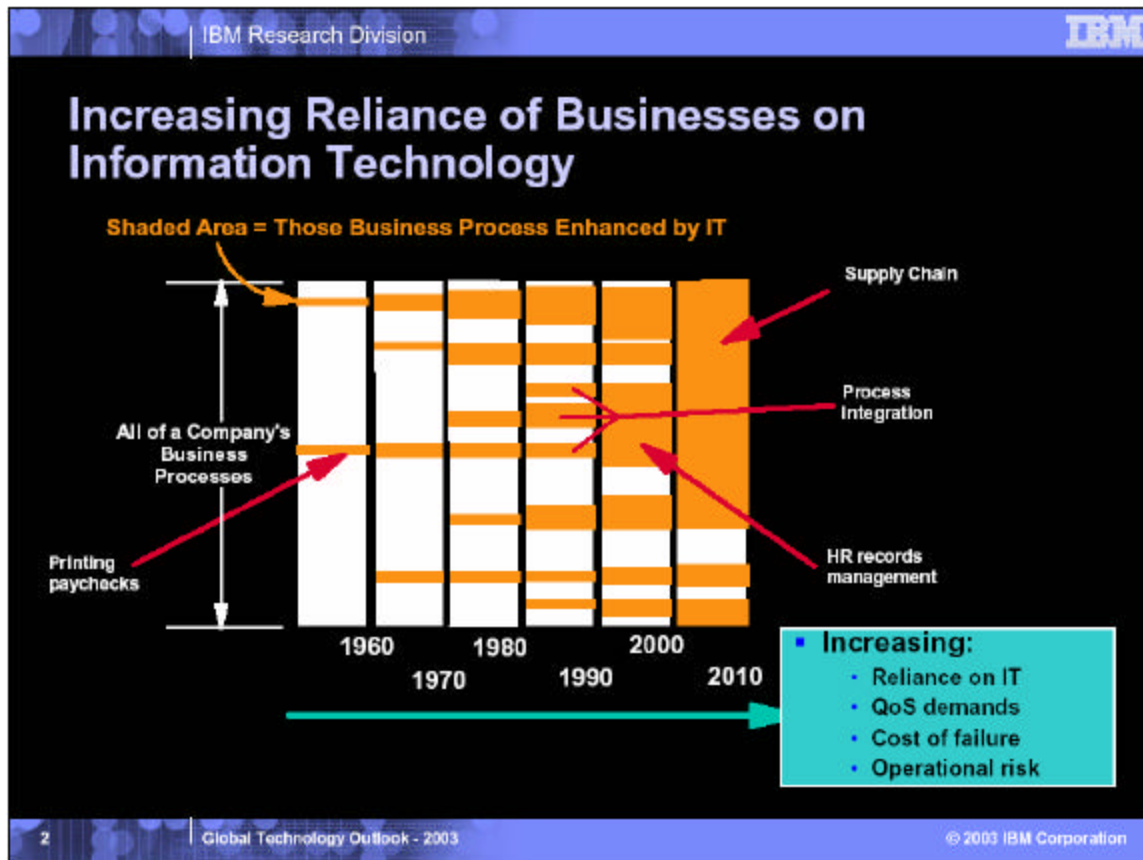 IBM Research Division
IBM
Increasing Reliance of Businesses on
Information Technology
Shaded Area = Those Business Process Enhanced by IT
Supply Chain
Process
Integration
All of a Company's
Business
Processes
Printing
paychecks
HR records
management
1960
1970
1980
1990
2000
2010
Increasing:
Reliance on IT
QoS demands
Cost of failure
Operational risk
2
Global Technology Outlook - 2003
© 2003 IBM Corporation